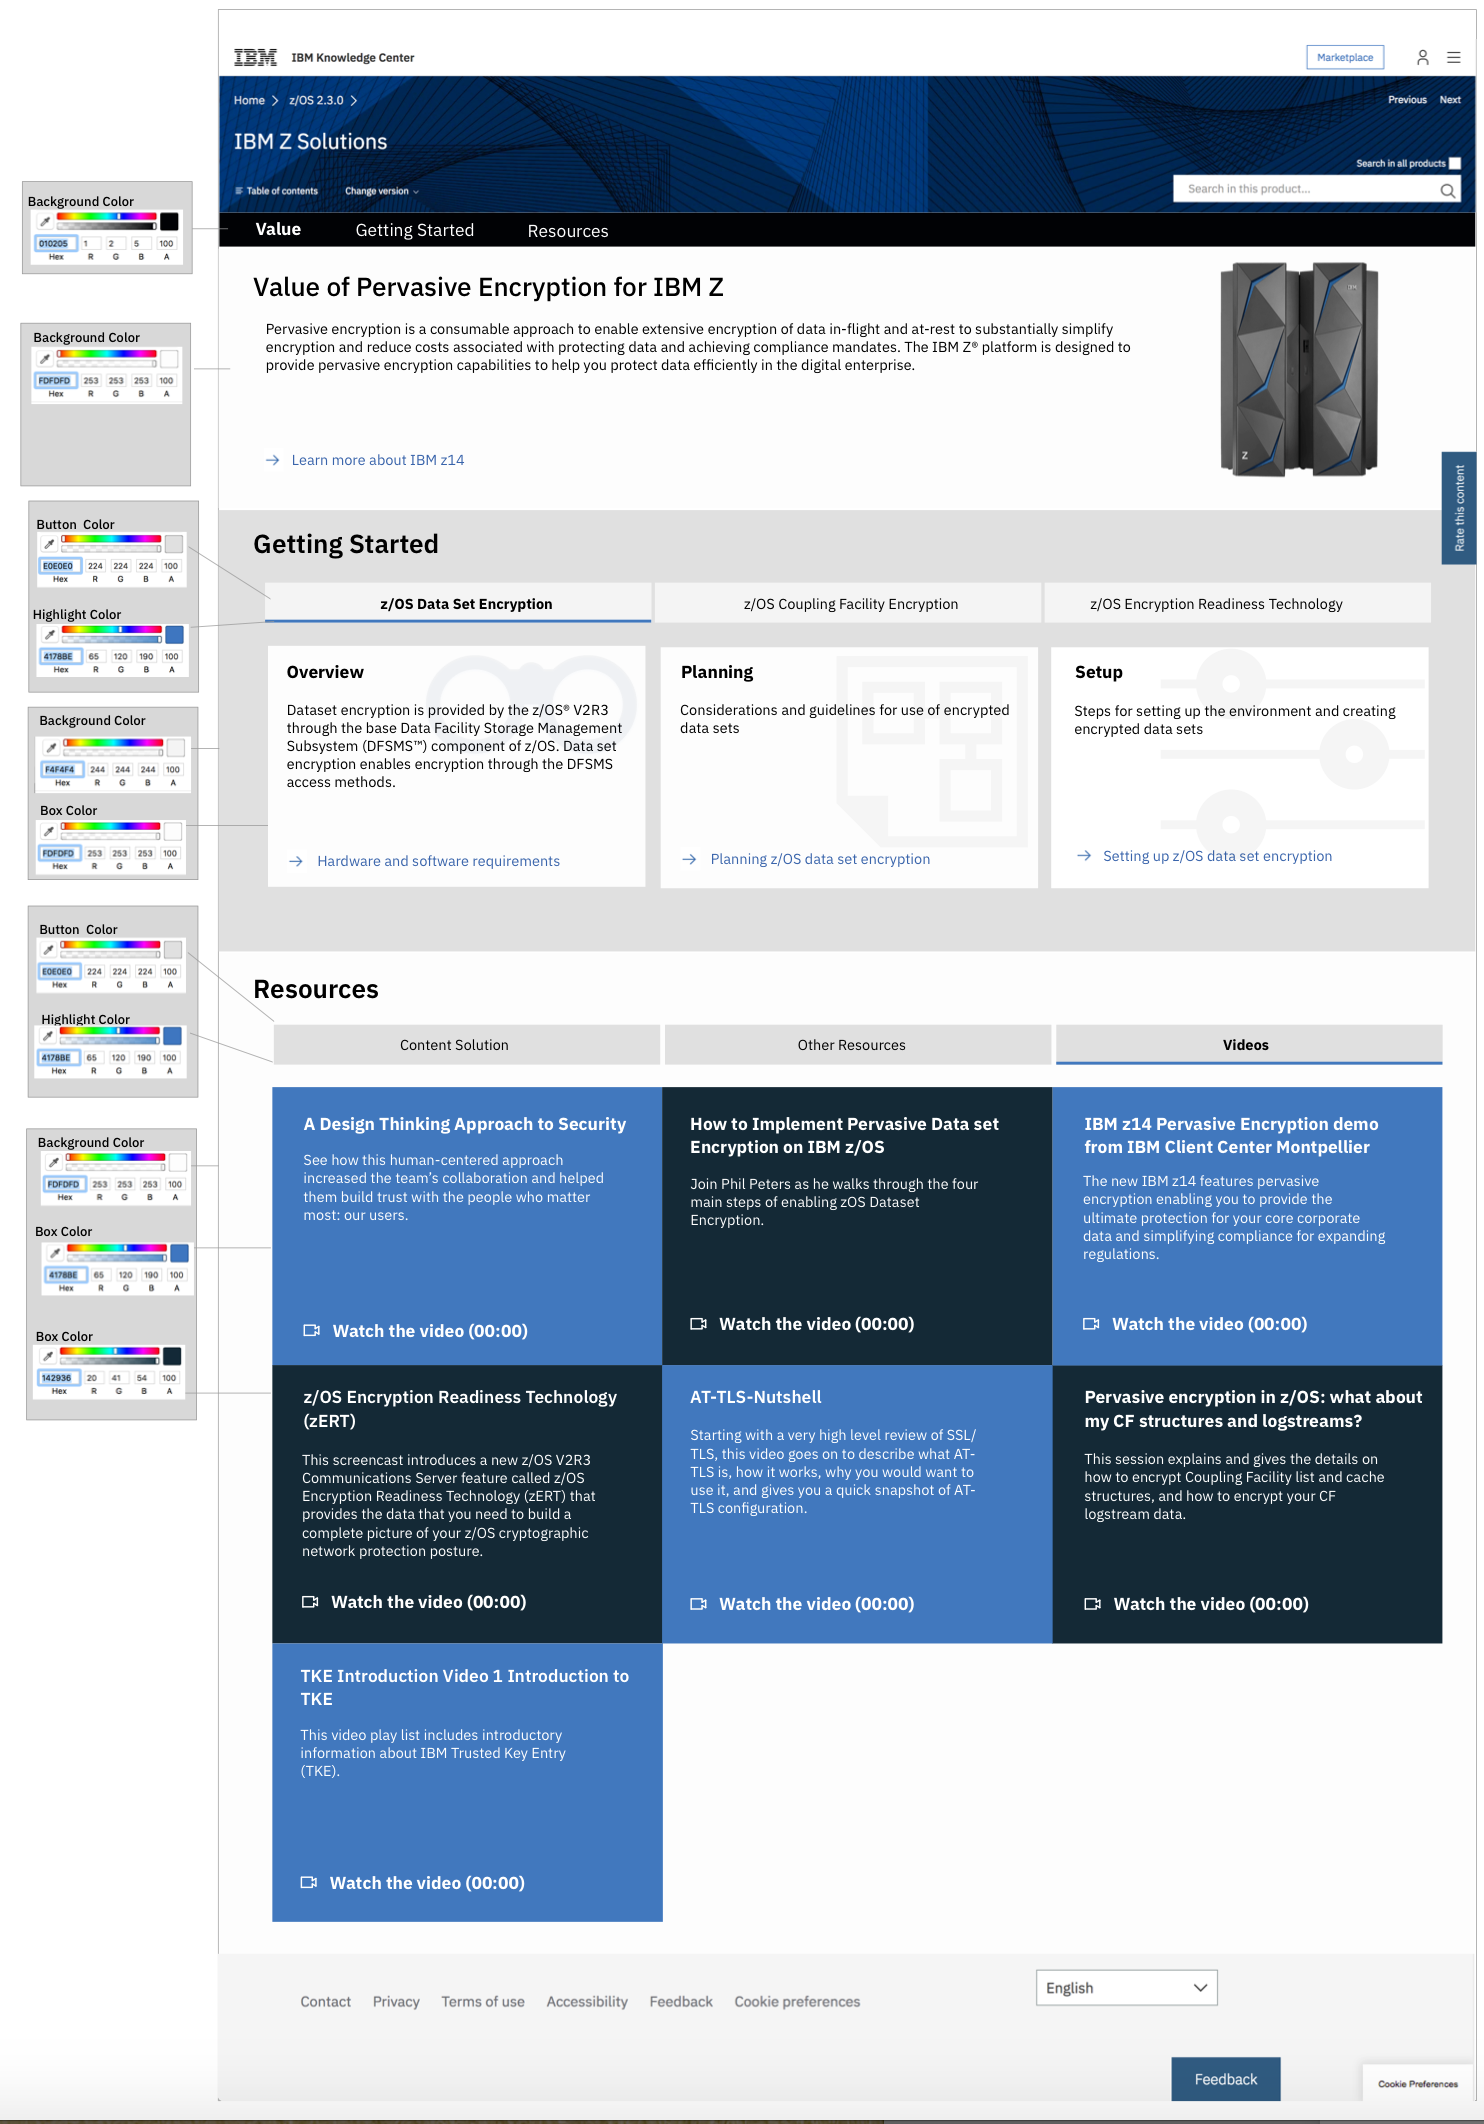 IBM IBM Knowledge Center
Marketplace
Home z/OS 2.3.0
Previous Next
IBM Z Solutions
Search in all products
Table of contents Change version
Search in this product...
Value Getting Started Resources
Background Color
010205 1 2 5 100
Hex R G B A
Value of Pervasive Encryption for IBM Z
Pervasive encryption is a consumable approach to enable extensive encryption of data in-flight and at-rest to substantially simplify
encryption and reduce costs associated with protecting data and achieving compliance mandates. The IBM Z® platform is designed to
provide pervasive encryption capabilities to help you protect data efficiently in the digital enterprise.
→ Learn more about IBM z14
IBM
Z
Rate this content
Background Color
FDFDFD 253 253 253 100
Hex R G B A
Getting Started
z/OS Data Set Encryption
z/OS Coupling Facility Encryption
z/OS Encryption Readiness Technology
Button Color
E0E0E0 224 224 224 100
Hex R G B A
Highlight Color
4178BE 65 120 190 100
Hex R G B A
Overview
Dataset encryption is provided by the z/OS® V2R3
through the base Data Facility Storage Management
Subsystem (DFSMS™) component of z/OS. Data set
encryption enables encryption through the DFSMS
access methods.
→ Hardware and software requirements
Planning
Considerations and guidelines for use of encrypted
data sets
→ Planning z/OS data set encryption
Setup
Steps for setting up the environment and creating
encrypted data sets
→ Setting up z/OS data set encryption
Background Color
F4F4F4 244 244 244 100
Hex R G B A
Box Color
FDFDFD 253 253 253 100
Hex R G B A
Resources
Content Solution
Other Resources
Videos
Button Color
E0E0E0 224 224 224 100
Hex R G B A
Highlight Color
4178BE 65 120 190 100
Hex R G B A
A Design Thinking Approach to Security
See how this human-centered approach
increased the team's collaboration and helped
them build trust with the people who matter
most: our users.
Watch the video (00:00)
How to Implement Pervasive Data set
Encryption on IBM z/OS
Join Phil Peters as he walks through the four
main steps of enabling zOS Dataset
Encryption.
Watch the video (00:00)
IBM z14 Pervasive Encryption demo
from IBM Client Center Montpellier
The new IBM z14 features pervasive
encryption enabling you to provide the
ultimate protection for your core corporate
data and simplifying compliance for expanding
regulations.
Watch the video (00:00)
Background Color
FDFDFD 253 253 253 100
Hex R G B A
Box Color
4178BE 65 120 190 100
Hex R G B A
Box Color
142936 20 41 54 100
Hex R G B A
z/OS Encryption Readiness Technology
(zERT)
This screencast introduces a new z/OS V2R3
Communications Server feature called z/OS
Encryption Readiness Technology (zERT) that
provides the data that you need to build a
complete picture of your z/OS cryptographic
network protection posture.
Watch the video (00:00)
AT-TLS-Nutshell
Starting with a very high level review of SSL/
TLS, this video goes on to describe what AT-
TLS is, how it works, why you would want to
use it, and gives you a quick snapshot of AT-
TLS configuration.
Watch the video (00:00)
Pervasive encryption in z/OS: what about
my CF structures and logstreams?
This session explains and gives the details on
how to encrypt Coupling Facility list and cache
structures, and how to encrypt your CF
logstream data.
Watch the video (00:00)
TKE Introduction Video 1 Introduction to
TKE
This video play list includes introductory
information about IBM Trusted Key Entry
(TKE).
Watch the video (00:00)
Contact Privacy Terms of use Accessibility Feedback Cookie preferences
English
Feedback
Cookie Preferences